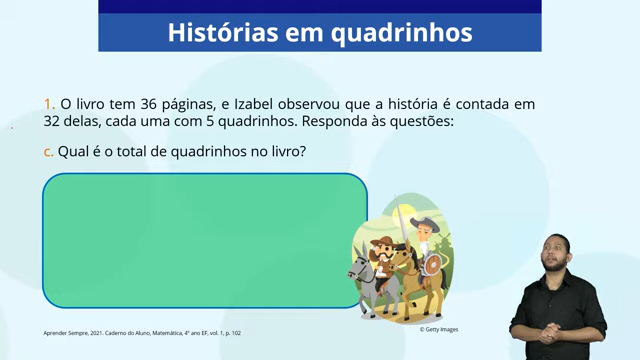 Histórias em quadrinhos
1. O livro tem 36 páginas, e Izabel observou que a história é contada em
32 delas, cada uma com 5 quadrinhos. Responda às questões:
c. Qual é o total de quadrinhos no livro?
Aprender Sempre, 2021. Caderno do Aluno, Matemática, 4° ano EF, vol. 1, p. 102
© Getty Images